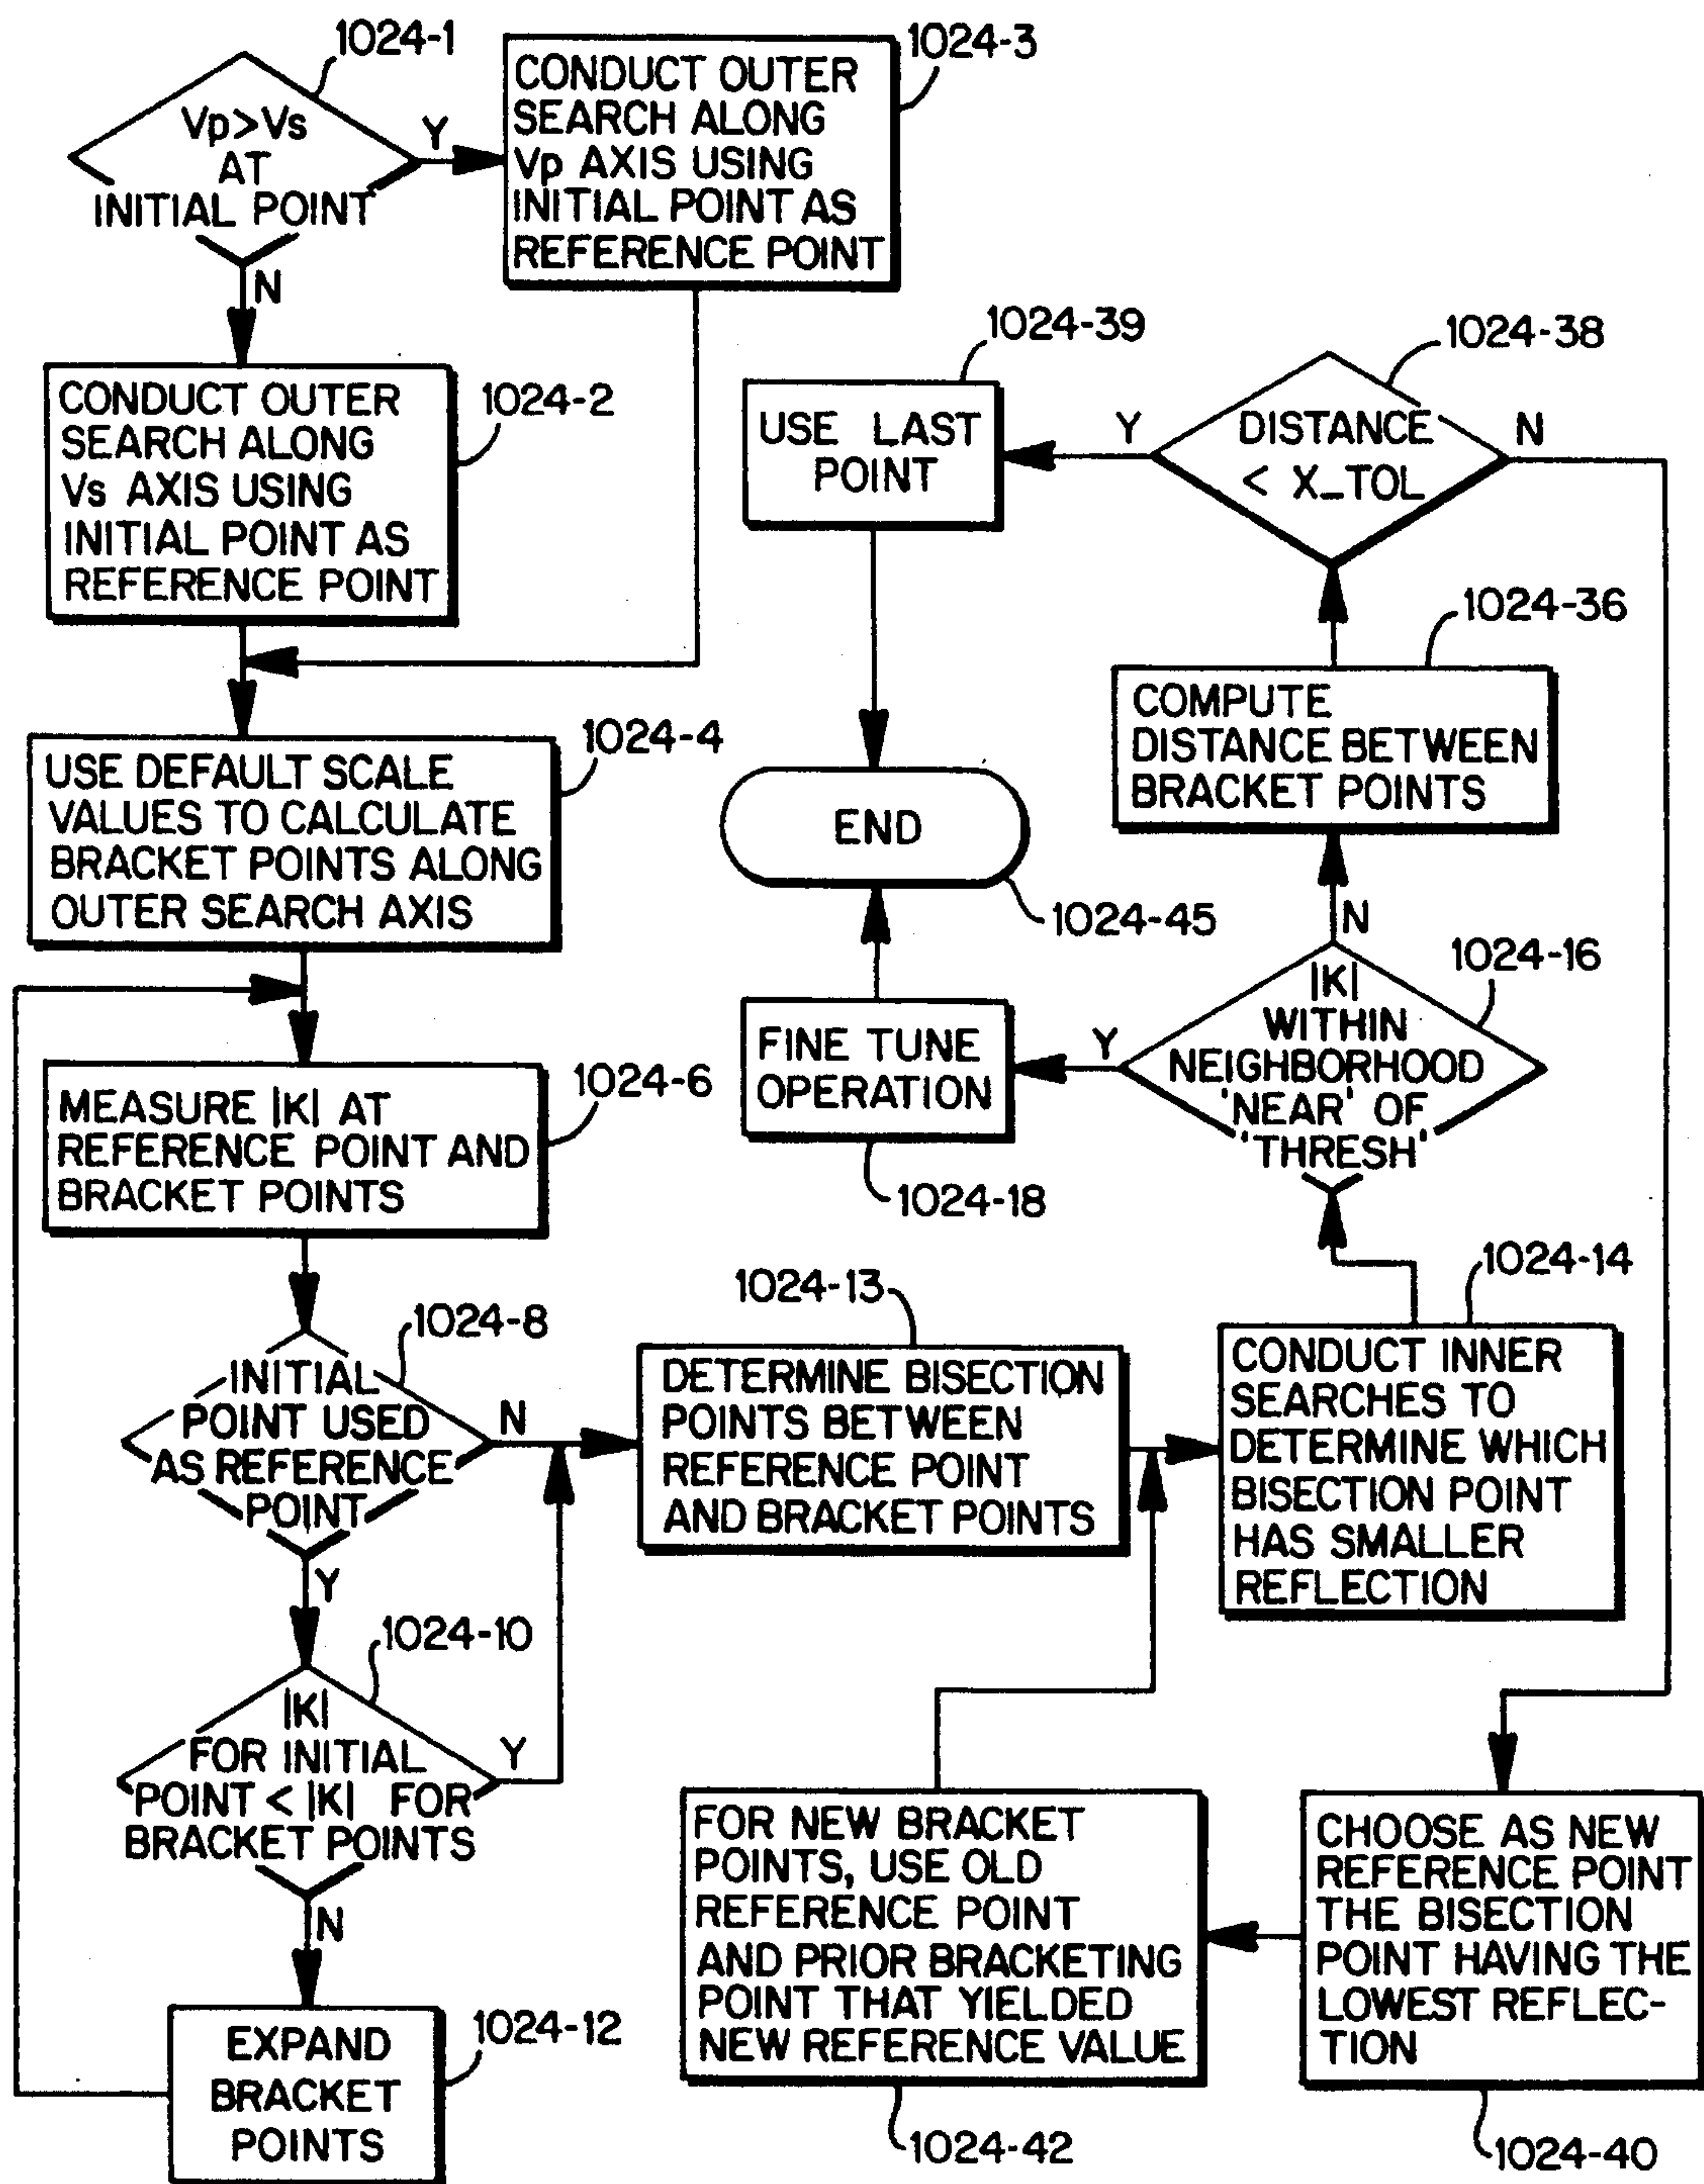 1024-1
Vp>Vs
AT
INITIAL POINT
Y
N
1024-3
CONDUCT OUTER
SEARCH ALONG
Vp AXIS USING
INITIAL POINT AS
REFERENCE POINT
1024-2
CONDUCT OUTER
SEARCH ALONG
Vs AXIS USING
INITIAL POINT AS
REFERENCE POINT
1024-4
USE DEFAULT SCALE
VALUES TO CALCULATE
BRACKET POINTS ALONG
OUTER SEARCH AXIS
1024-6
MEASURE |K| AT
REFERENCE POINT AND
BRACKET POINTS
1024-8
INITIAL
POINT USED
AS REFERENCE
POINT
N
Y
1024-10
|K|
FOR INITIAL
POINT < |K| FOR
BRACKET POINTS
Y
N
1024-12
EXPAND
BRACKET
POINTS
1024-13
DETERMINE BISECTION
POINTS BETWEEN
REFERENCE POINT
AND BRACKET POINTS
1024-14
CONDUCT INNER
SEARCHES TO
DETERMINE WHICH
BISECTION POINT
HAS SMALLER
REFLECTION
1024-16
|K|
WITHIN
NEIGHBORHOOD
'NEAR' OF
'THRESH'
Y
N
1024-18
FINE TUNE
OPERATION
1024-36
COMPUTE
DISTANCE BETWEEN
BRACKET POINTS
1024-38
DISTANCE
< X_TOL
Y
N
1024-39
USE LAST
POINT
END
1024-45
CHOOSE AS NEW
REFERENCE POINT
THE BISECTION
POINT HAVING THE
LOWEST REFLEC-
TION
1024-40
FOR NEW BRACKET
POINTS, USE OLD
REFERENCE POINT
AND PRIOR BRACKETING
POINT THAT YIELDED
NEW REFERENCE VALUE
1024-42